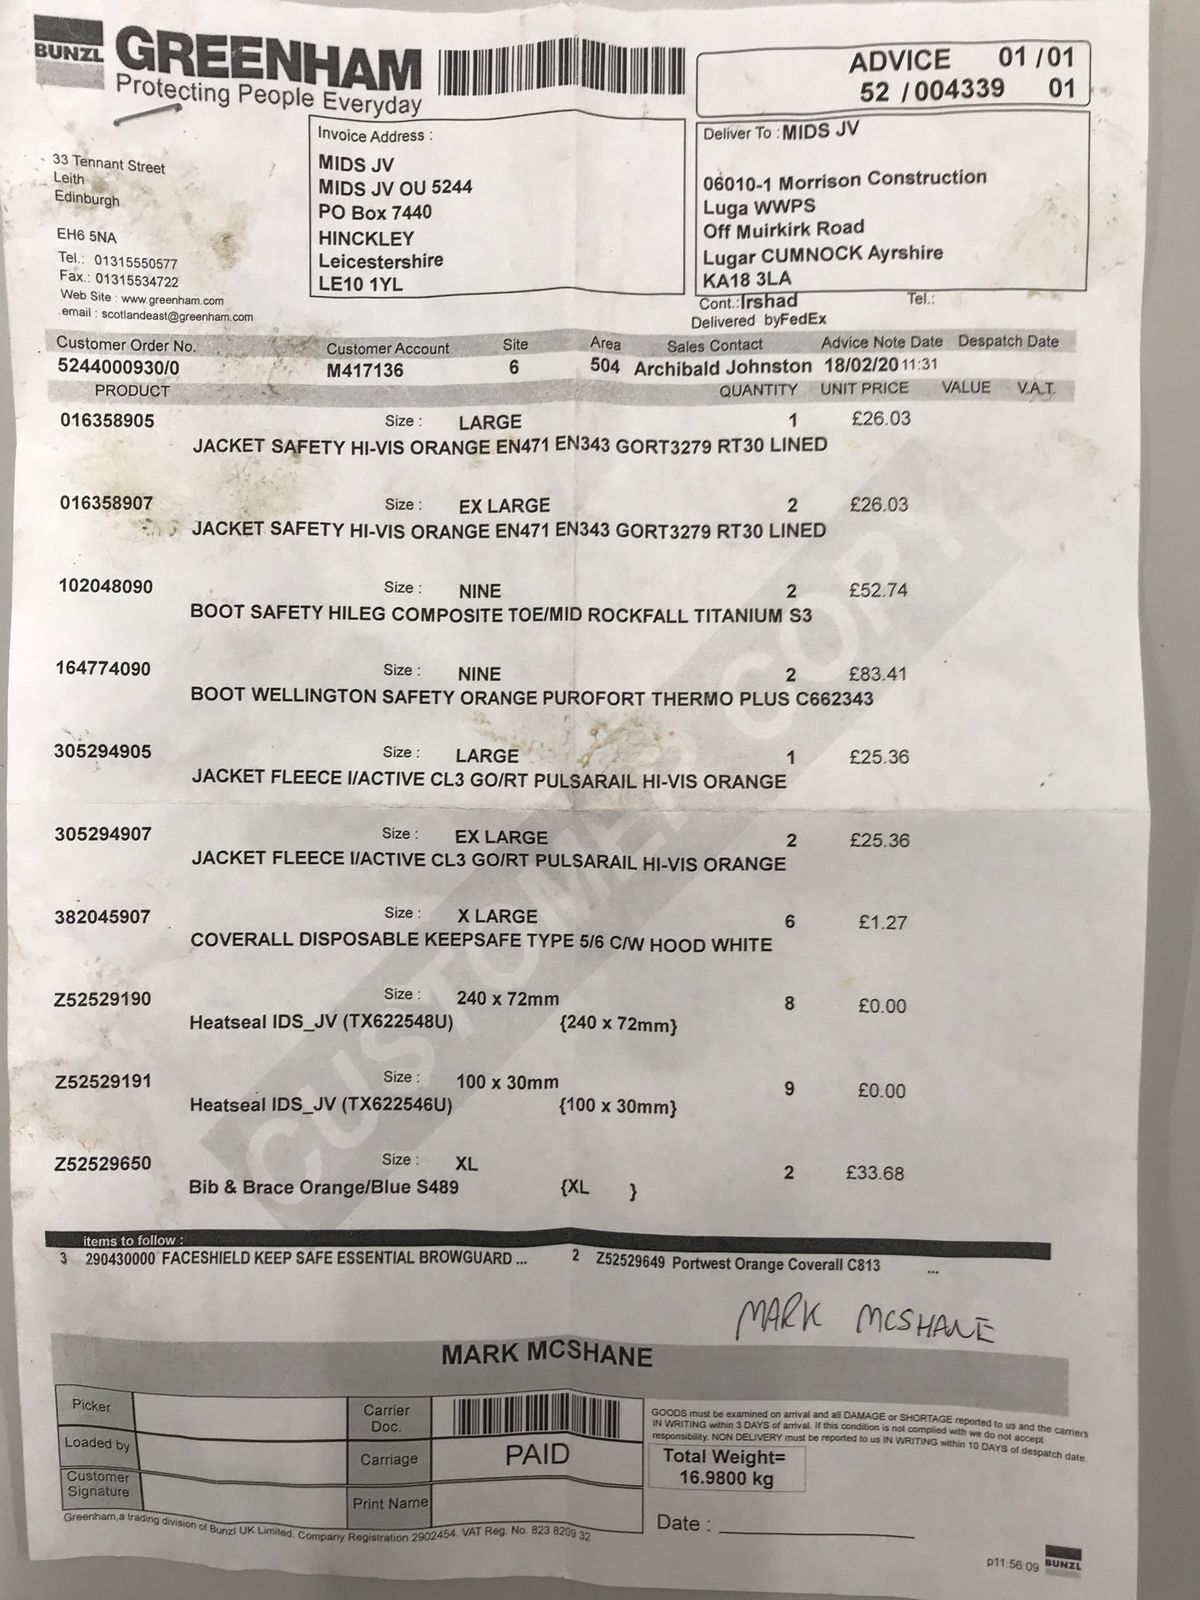 BUNZL GREENHAM
Protecting People Everyday
ADVICE 01 / 01
52 / 004339 01
33 Tennant Street
Leith
Edinburgh
EH6 5NA
Tel.: 01315550577
Fax.: 01315534722
Web Site : www.greenham.com
email : scotlandeast@greenham.com
Invoice Address :
MIDS JV
MIDS JV OU 5244
PO Box 7440
HINCKLEY
Leicestershire
LE10 1YL
Deliver To : MIDS JV
06010-1 Morrison Construction
Luga WWPS
Off Muirkirk Road
Lugar CUMNOCK Ayrshire
KA18 3LA
Cont.: Irshad Tel.:
Delivered byFedEx
Customer Order No. Customer Account Site Area Sales Contact Advice Note Date Despatch Date
5244000930/0 M417136 6 504 Archibald Johnston 18/02/20 11:31
PRODUCT QUANTITY UNIT PRICE VALUE V.A.T.
016358905 Size : LARGE 1 £26.03
JACKET SAFETY HI-VIS ORANGE EN471 EN343 GORT3279 RT30 LINED
016358907 Size : EX LARGE 2 £26.03
JACKET SAFETY HI-VIS ORANGE EN471 EN343 GORT3279 RT30 LINED
102048090 Size : NINE 2 £52.74
BOOT SAFETY HILEG COMPOSITE TOE/MID ROCKFALL TITANIUM S3
164774090 Size : NINE 2 £83.41
BOOT WELLINGTON SAFETY ORANGE PUROFORT THERMO PLUS C662343
305294905 Size : LARGE 1 £25.36
JACKET FLEECE I/ACTIVE CL3 GO/RT PULSARAIL HI-VIS ORANGE
305294907 Size : EX LARGE 2 £25.36
JACKET FLEECE I/ACTIVE CL3 GO/RT PULSARAIL HI-VIS ORANGE
382045907 Size : X LARGE 6 £1.27
COVERALL DISPOSABLE KEEPSAFE TYPE 5/6 C/W HOOD WHITE
Z52529190 Size : 240 x 72mm 8 £0.00
Heatseal IDS_JV (TX622548U) {240 x 72mm}
Z52529191 Size : 100 x 30mm 9 £0.00
Heatseal IDS_JV (TX622546U) {100 x 30mm}
Z52529650 Size : XL 2 £33.68
Bib & Brace Orange/Blue S489 {XL }
CUSTOMER COPY
items to follow :
3 290430000 FACESHIELD KEEP SAFE ESSENTIAL BROWGUARD ... 2 Z52529649 Portwest Orange Coverall C813 ...
MARK MCSHANE
MARK MCSHANE
Picker
Loaded by
Customer Signature
Carrier Doc.
Carriage PAID
Print Name
GOODS must be examined on arrival and all DAMAGE or SHORTAGE reported to us and the carriers
IN WRITING within 3 DAYS of arrival. If this condition is not complied with we do not accept
responsibility. NON DELIVERY must be reported to us IN WRITING within 10 DAYS of despatch date.
Total Weight=
16.9800 kg
Date :
Greenham,a trading division of Bunzl UK Limited. Company Registration 2902454. VAT Reg. No. 823 8209 32
p11.56:09 BUNZL